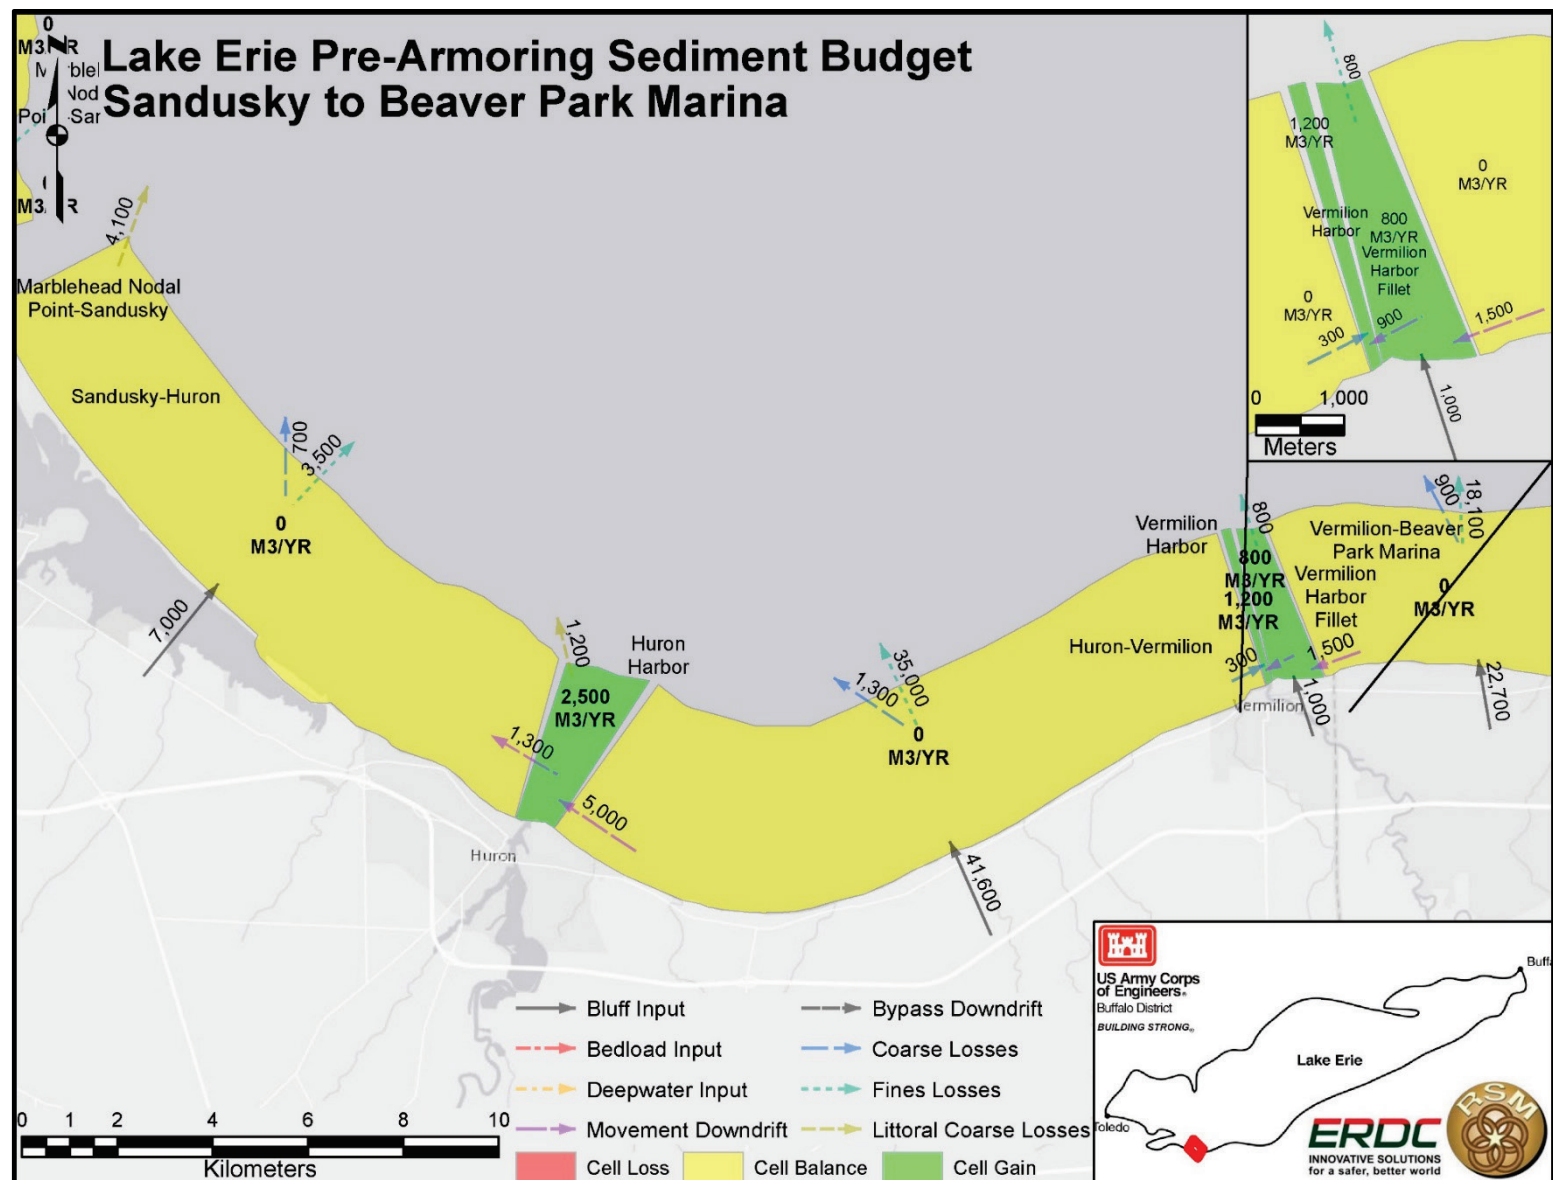 0
M3/YR
Lake Erie Pre-Armoring Sediment Budget
Sandusky to Beaver Park Marina
N
M3/YR
4,100
Marblehead Nodal
Point-Sandusky
Sandusky-Huron
700
3,500
0
M3/YR
7,000
1,200
Huron
Harbor
2,500
M3/YR
1,300
5,000
Huron
1,300
35,000
0
M3/YR
41,600
Huron-Vermilion
Vermilion
Harbor
800
800
M3/YR
1,200
M3/YR
Vermilion
Harbor
Fillet
300
1,500
1,000
Vermilion
900
18,100
Vermilion-Beaver
Park Marina
0
M3/YR
22,700
800
1,200
M3/YR
0
M3/YR
Vermilion
Harbor
800
M3/YR
Vermilion
Harbor
Fillet
0
M3/YR
300
900
1,500
1,000
0 1,000
Meters
Bluff Input
Bedload Input
Deepwater Input
Movement Downdrift
Bypass Downdrift
Coarse Losses
Fines Losses
Littoral Coarse Losses
Cell Loss
Cell Balance
Cell Gain
0 1 2 4 6 8 10
Kilometers
US Army Corps
of Engineers®
Buffalo District
BUILDING STRONG®
Buffa
Lake Erie
Toledo
ERDC
INNOVATIVE SOLUTIONS
for a safer, better world
RSM